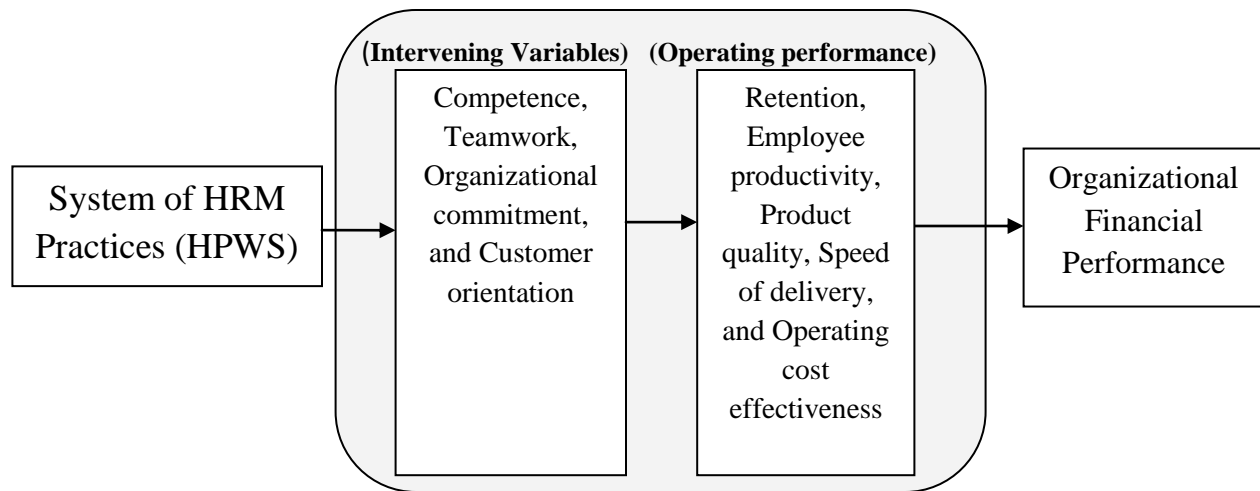 (Intervening Variables)
(Operating performance)
System of HRM
Practices (HPWS)
Competence,
Teamwork,
Organizational
commitment,
and Customer
orientation
Retention,
Employee
productivity,
Product
quality, Speed
of delivery,
and Operating
cost
effectiveness
Organizational
Financial
Performance